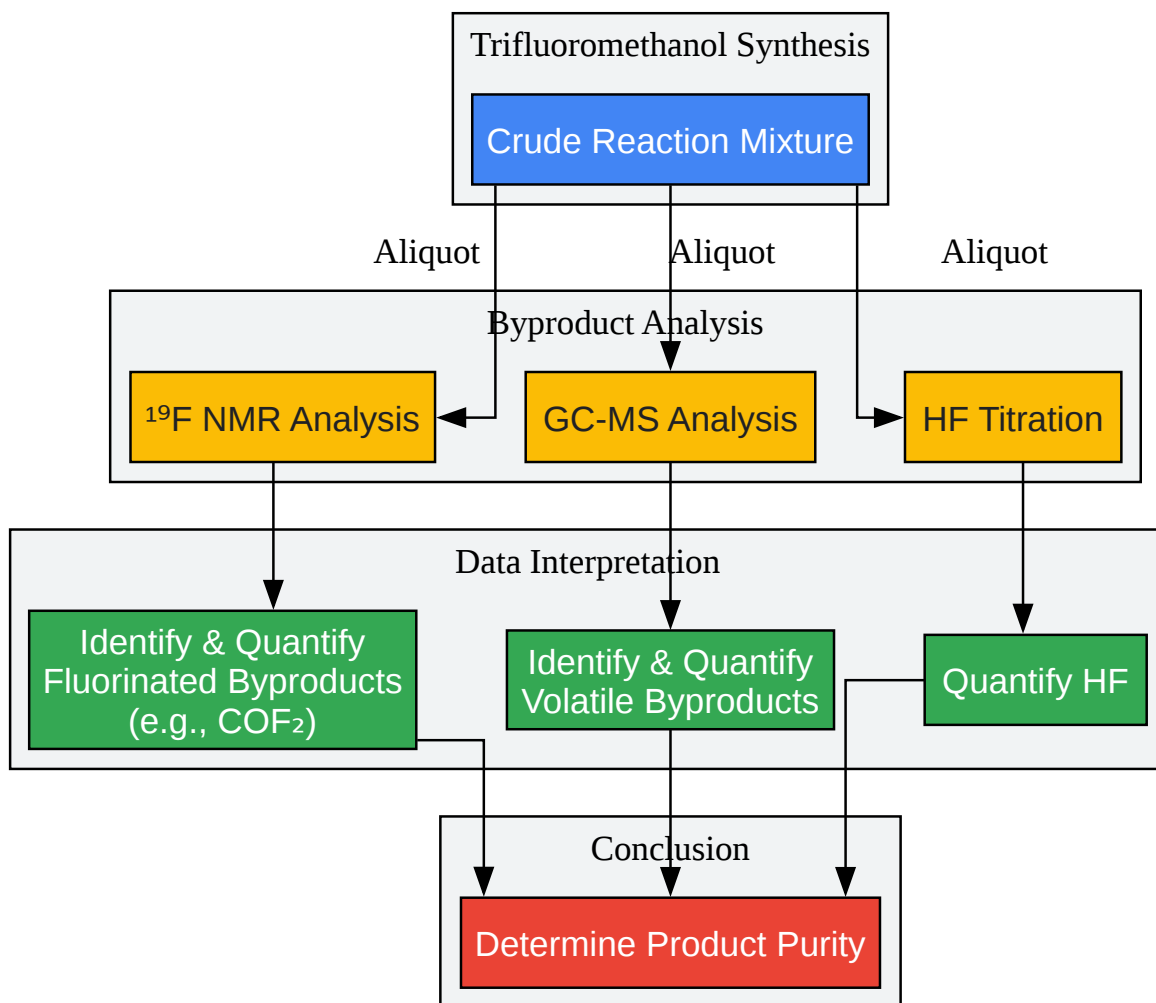 Trifluoromethanol Synthesis
Crude Reaction Mixture
Aliquot
Aliquot
Aliquot
Byproduct Analysis
¹⁹F NMR Analysis
GC-MS Analysis
HF Titration
Data Interpretation
Identify & Quantify
Fluorinated Byproducts
(e.g., COF₂)
Identify & Quantify
Volatile Byproducts
Quantify HF
Conclusion
Determine Product Purity